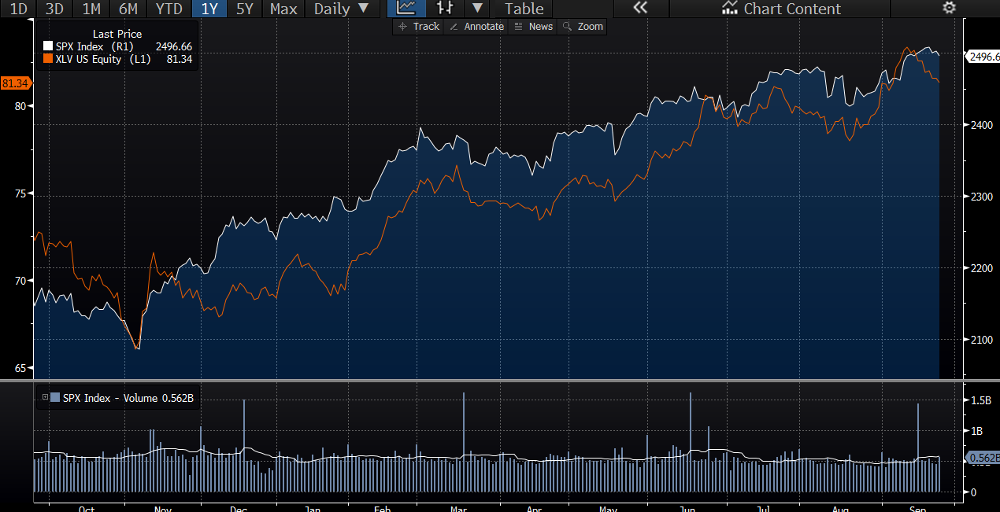 1D 3D 1M 6M YTD 1Y 5Y Max Daily ▼ ▼ Table « Chart Content
Track Annotate News Zoom
Last Price
SPX Index (R1) 2496.66
XLV US Equity (L1) 81.34
2496.6
81.34
80
2400
75
2300
2200
70
2100
65
SPX Index - Volume 0.562B
1.5B
1B
0.562B
0
Oct Nov Dec Jan Feb Mar Apr May Jun Jul Aug Sep